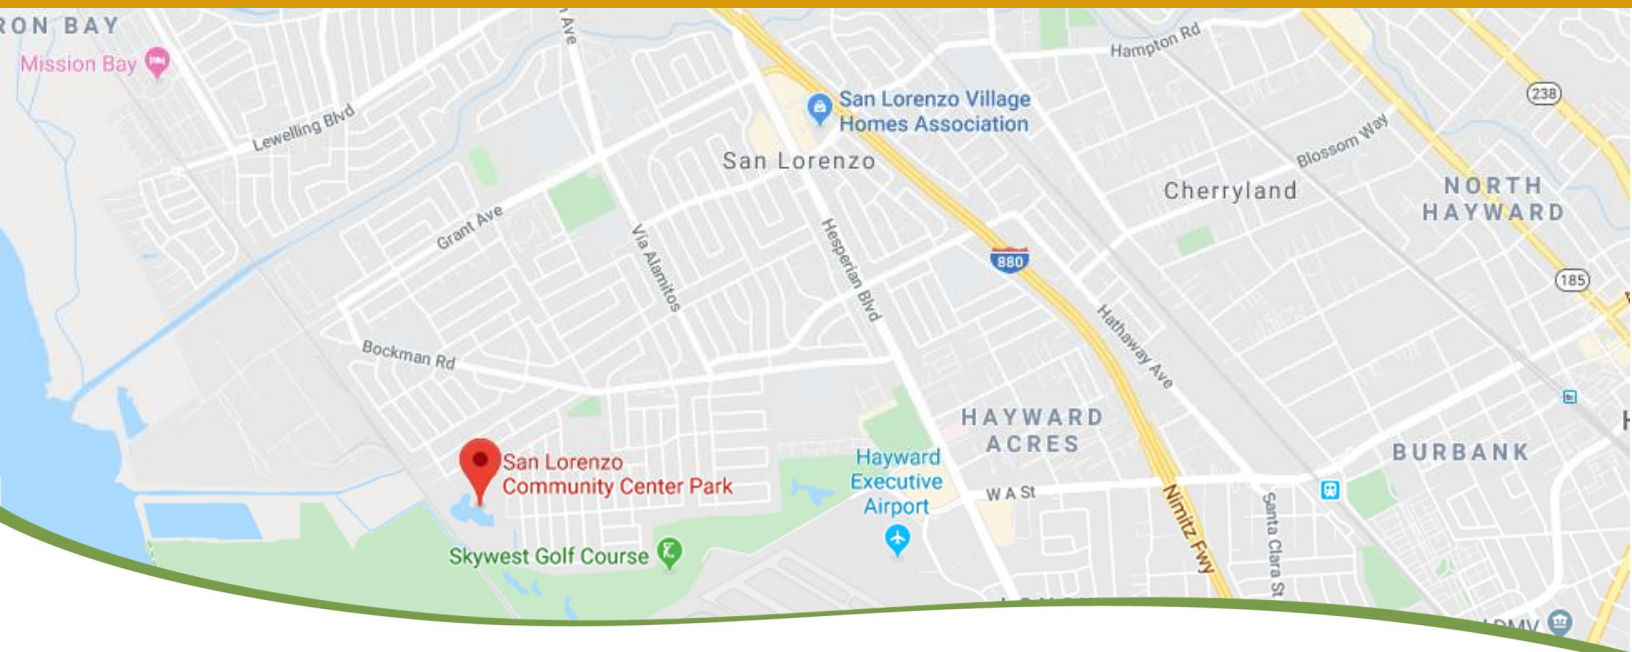 RON BAY
Mission Bay
Lewelling Blvd
Ave
Hampton Rd
238
San Lorenzo Village
Homes Association
San Lorenzo
Blossom Way
Cherryland
NORTH
HAYWARD
Grant Ave
Via Alamitos
Hesperian Blvd
880
185
Hathaway Ave
Bockman Rd
HAYWARD
ACRES
BURBANK
San Lorenzo
Community Center Park
Hayward
Executive
Airport
W A St
Nimitz Fwy
Santa Clara St
Skywest Golf Course
DMV